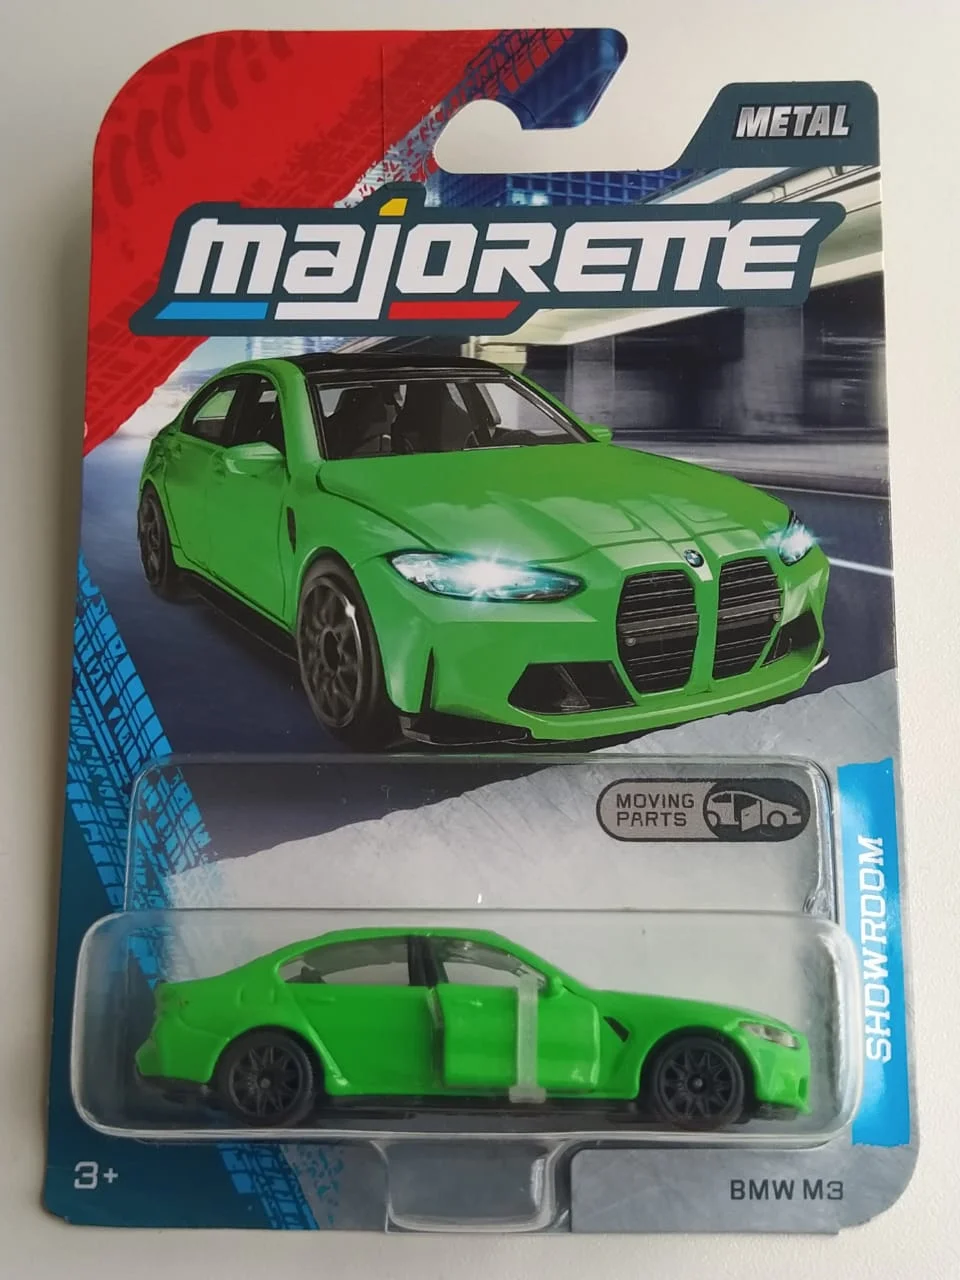 METAL
majorette
MOVING
PARTS
SHOWROOM
3+
BMW M3